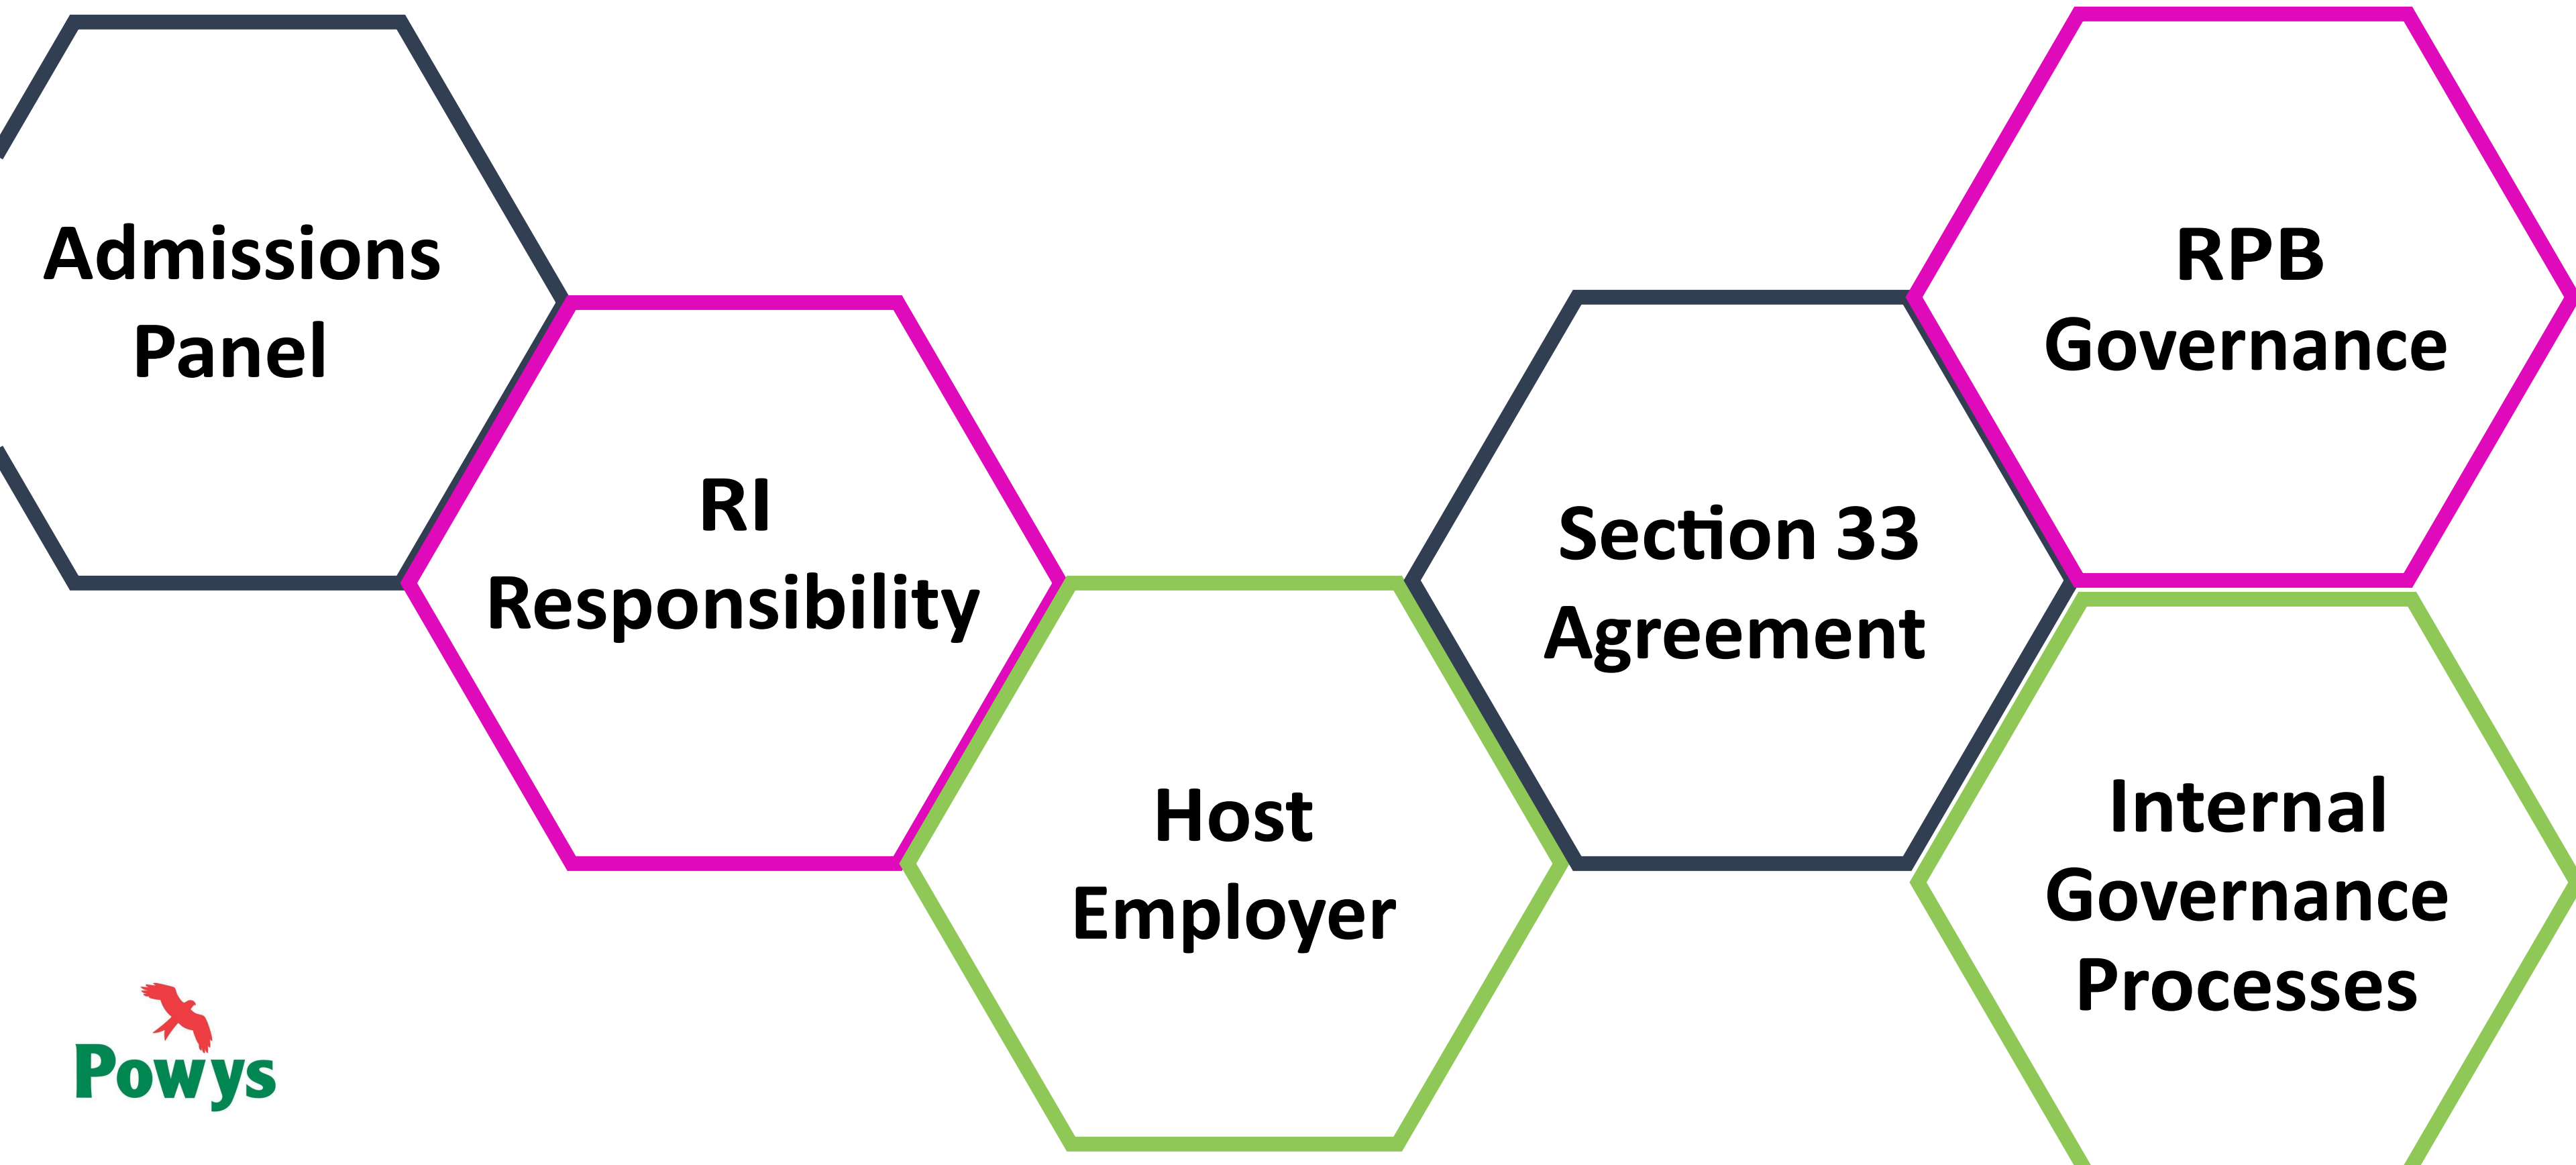 Admissions
Panel
RI
Responsibility
Host
Employer
Section 33
Agreement
RPB
Governance
Internal
Governance
Processes
Powys